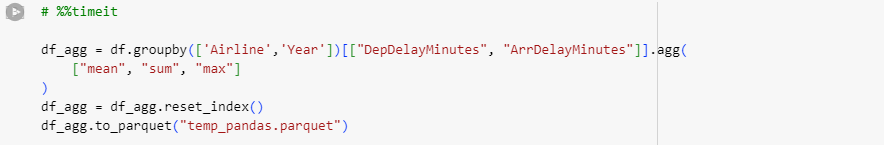 # %%timeit
df_agg = df.groupby(['Airline','Year'])[["DepDelayMinutes", "ArrDelayMinutes"]].agg(
    ["mean", "sum", "max"]
)
df_agg = df_agg.reset_index()
df_agg.to_parquet("temp_pandas.parquet")